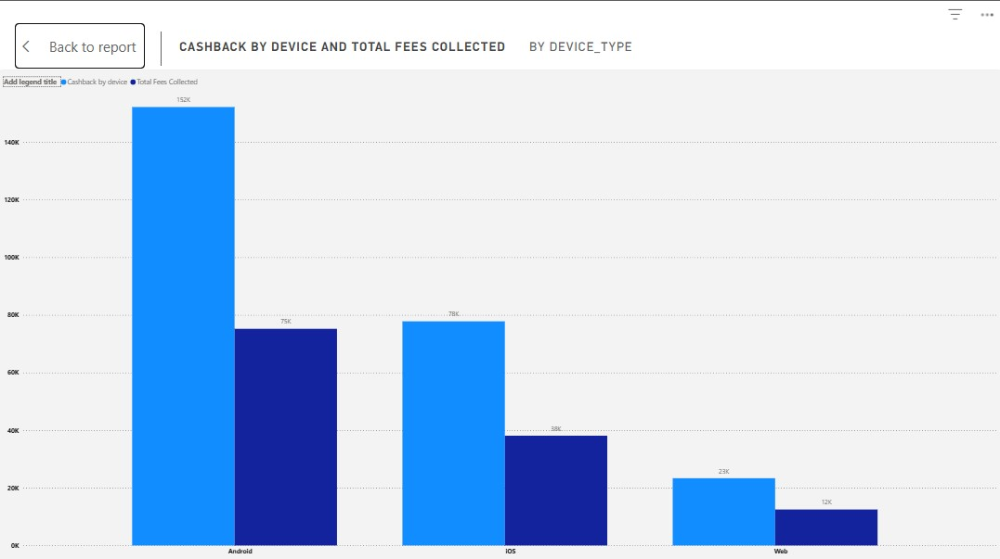 Back to report
CASHBACK BY DEVICE AND TOTAL FEES COLLECTED BY DEVICE_TYPE
Add legend title Cashback by device Total Fees Collected
152K
140K
120K
100K
80K
78K
75K
60K
40K
38K
23K
20K
12K
0K
Android iOS Web